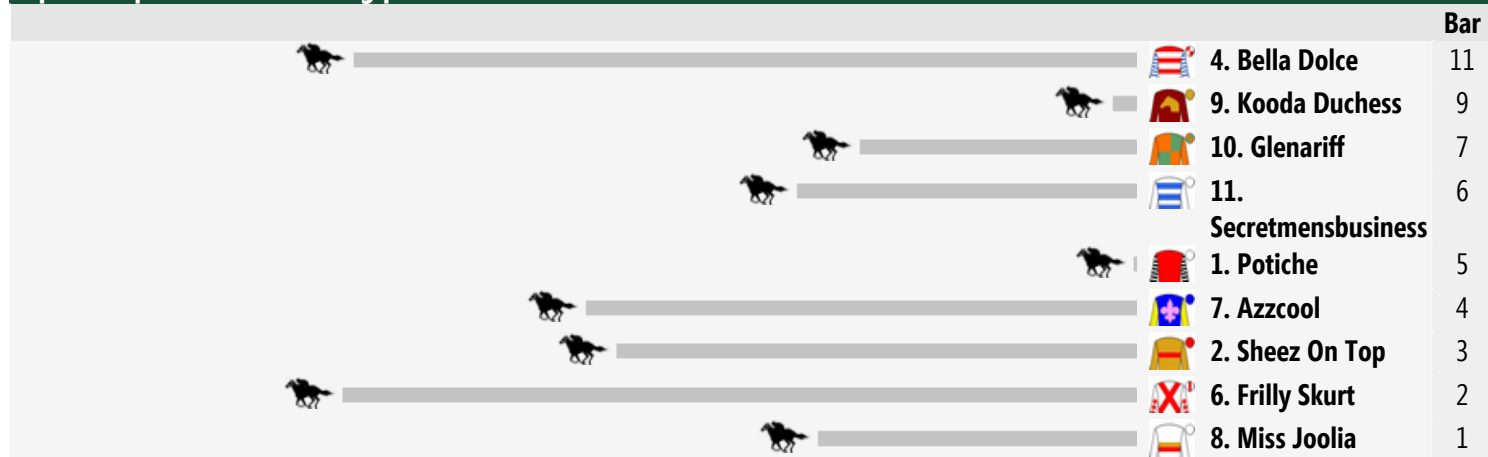 Bar
4. Bella Dolce 11
9. Kooda Duchess 9
10. Glenariff 7
11. 6
Secretmensbusiness
1. Potiche 5
7. Azzcool 4
2. Sheez On Top 3
6. Frilly Skurt 2
8. Miss Joolia 1